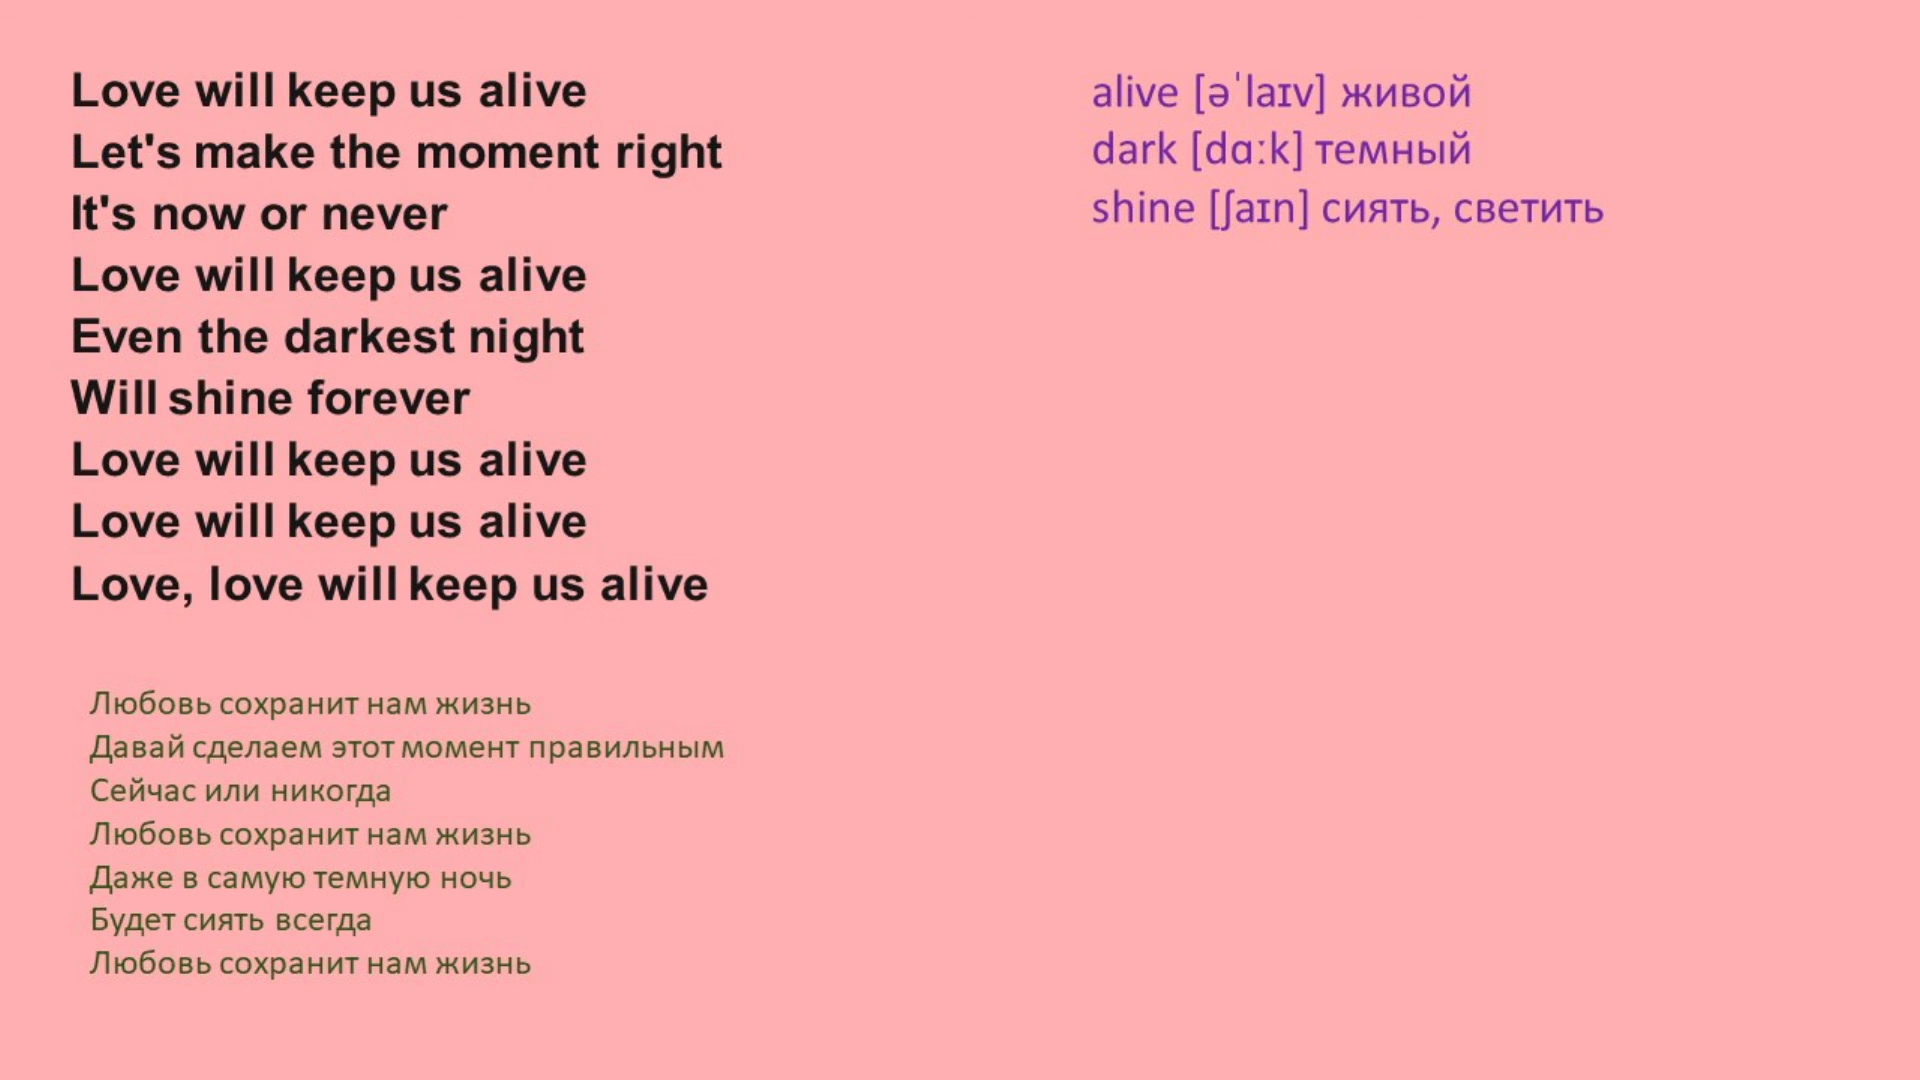 Love will keep us alive
Let's make the moment right
It's now or never
Love will keep us alive
Even the darkest night
Will shine forever
Love will keep us alive
Love will keep us alive
Love, love will keep us alive
alive [əˈlaɪv] живой
dark [dɑːk] темный
shine [ʃaɪn] сиять, светить
Любовь сохранит нам жизнь
Давай сделаем этот момент правильным
Сейчас или никогда
Любовь сохранит нам жизнь
Даже в самую темную ночь
Будет сиять всегда
Любовь сохранит нам жизнь